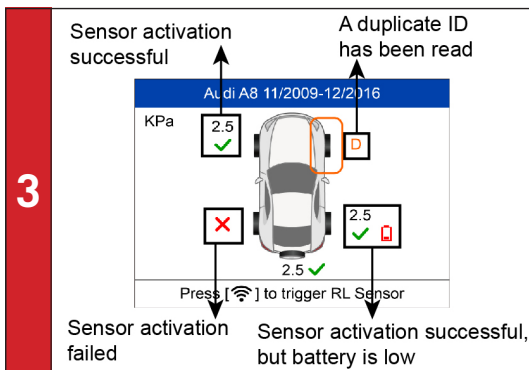 3
Sensor activation
successful
A duplicate ID
has been read
Audi A8 11/2009-12/2016
KPa
2.5
D
2.5
2.5
Press [ ] to trigger RL Sensor
Sensor activation
failed
Sensor activation successful,
but battery is low